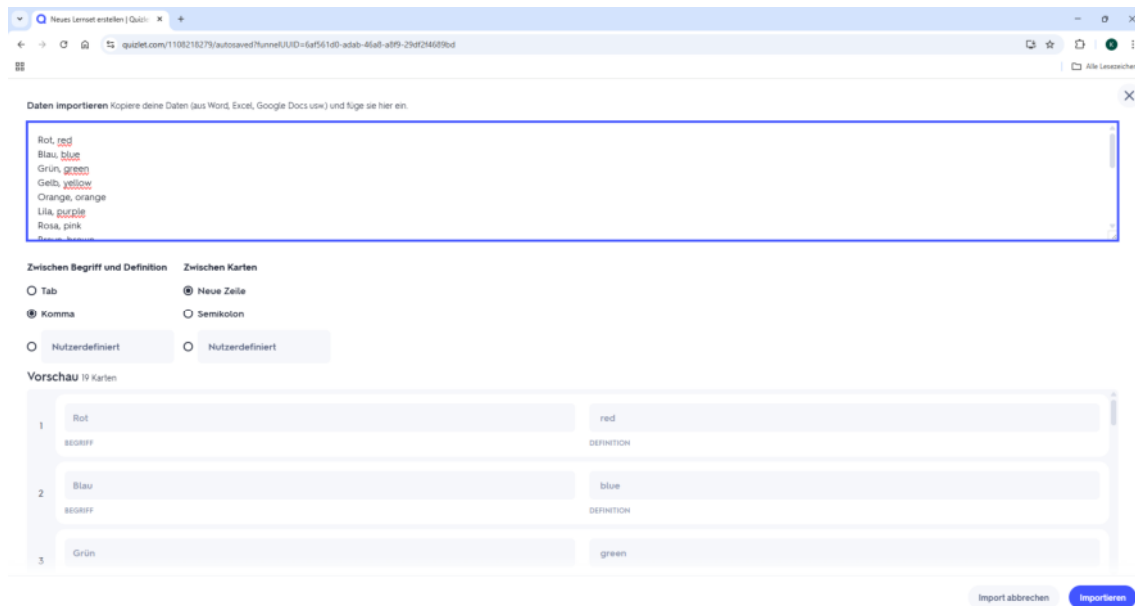 Neues Lernset erstellen | Quizl
quizlet.com/1108218279/autosaved?funnelUUID=6af561d0-adab-46a8-a8f9-29df2f4689bd
K
Alle Lesezeichen
Daten importieren Kopiere deine Daten (aus Word, Excel, Google Docs usw.) und füge sie hier ein.
Rot, red
Blau, blue
Grün, green
Gelb, yellow
Orange, orange
Lila, purple
Rosa, pink
Zwischen Begriff und Definition Zwischen Karten
Tab Neue Zeile
Komma Semikolon
Nutzerdefiniert Nutzerdefiniert
Vorschau 19 Karten
1 Rot red
BEGRIFF DEFINITION
2 Blau blue
BEGRIFF DEFINITION
3 Grün green
Import abbrechen Importieren